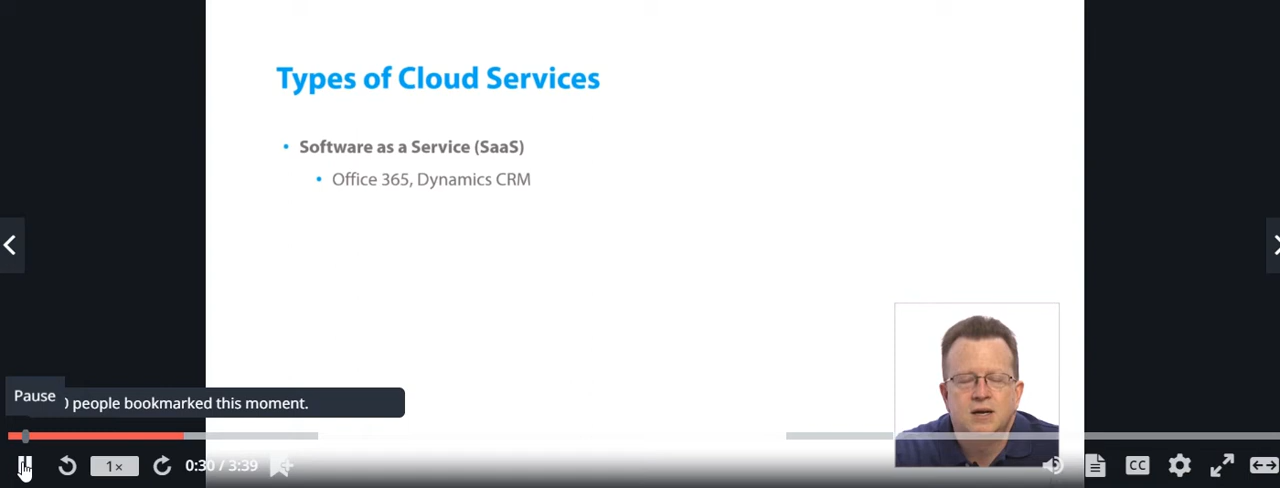 Types of Cloud Services
• Software as a Service (SaaS)
• Office 365, Dynamics CRM
Pause
people bookmarked this moment.
1×
0:30 / 3:39
CC